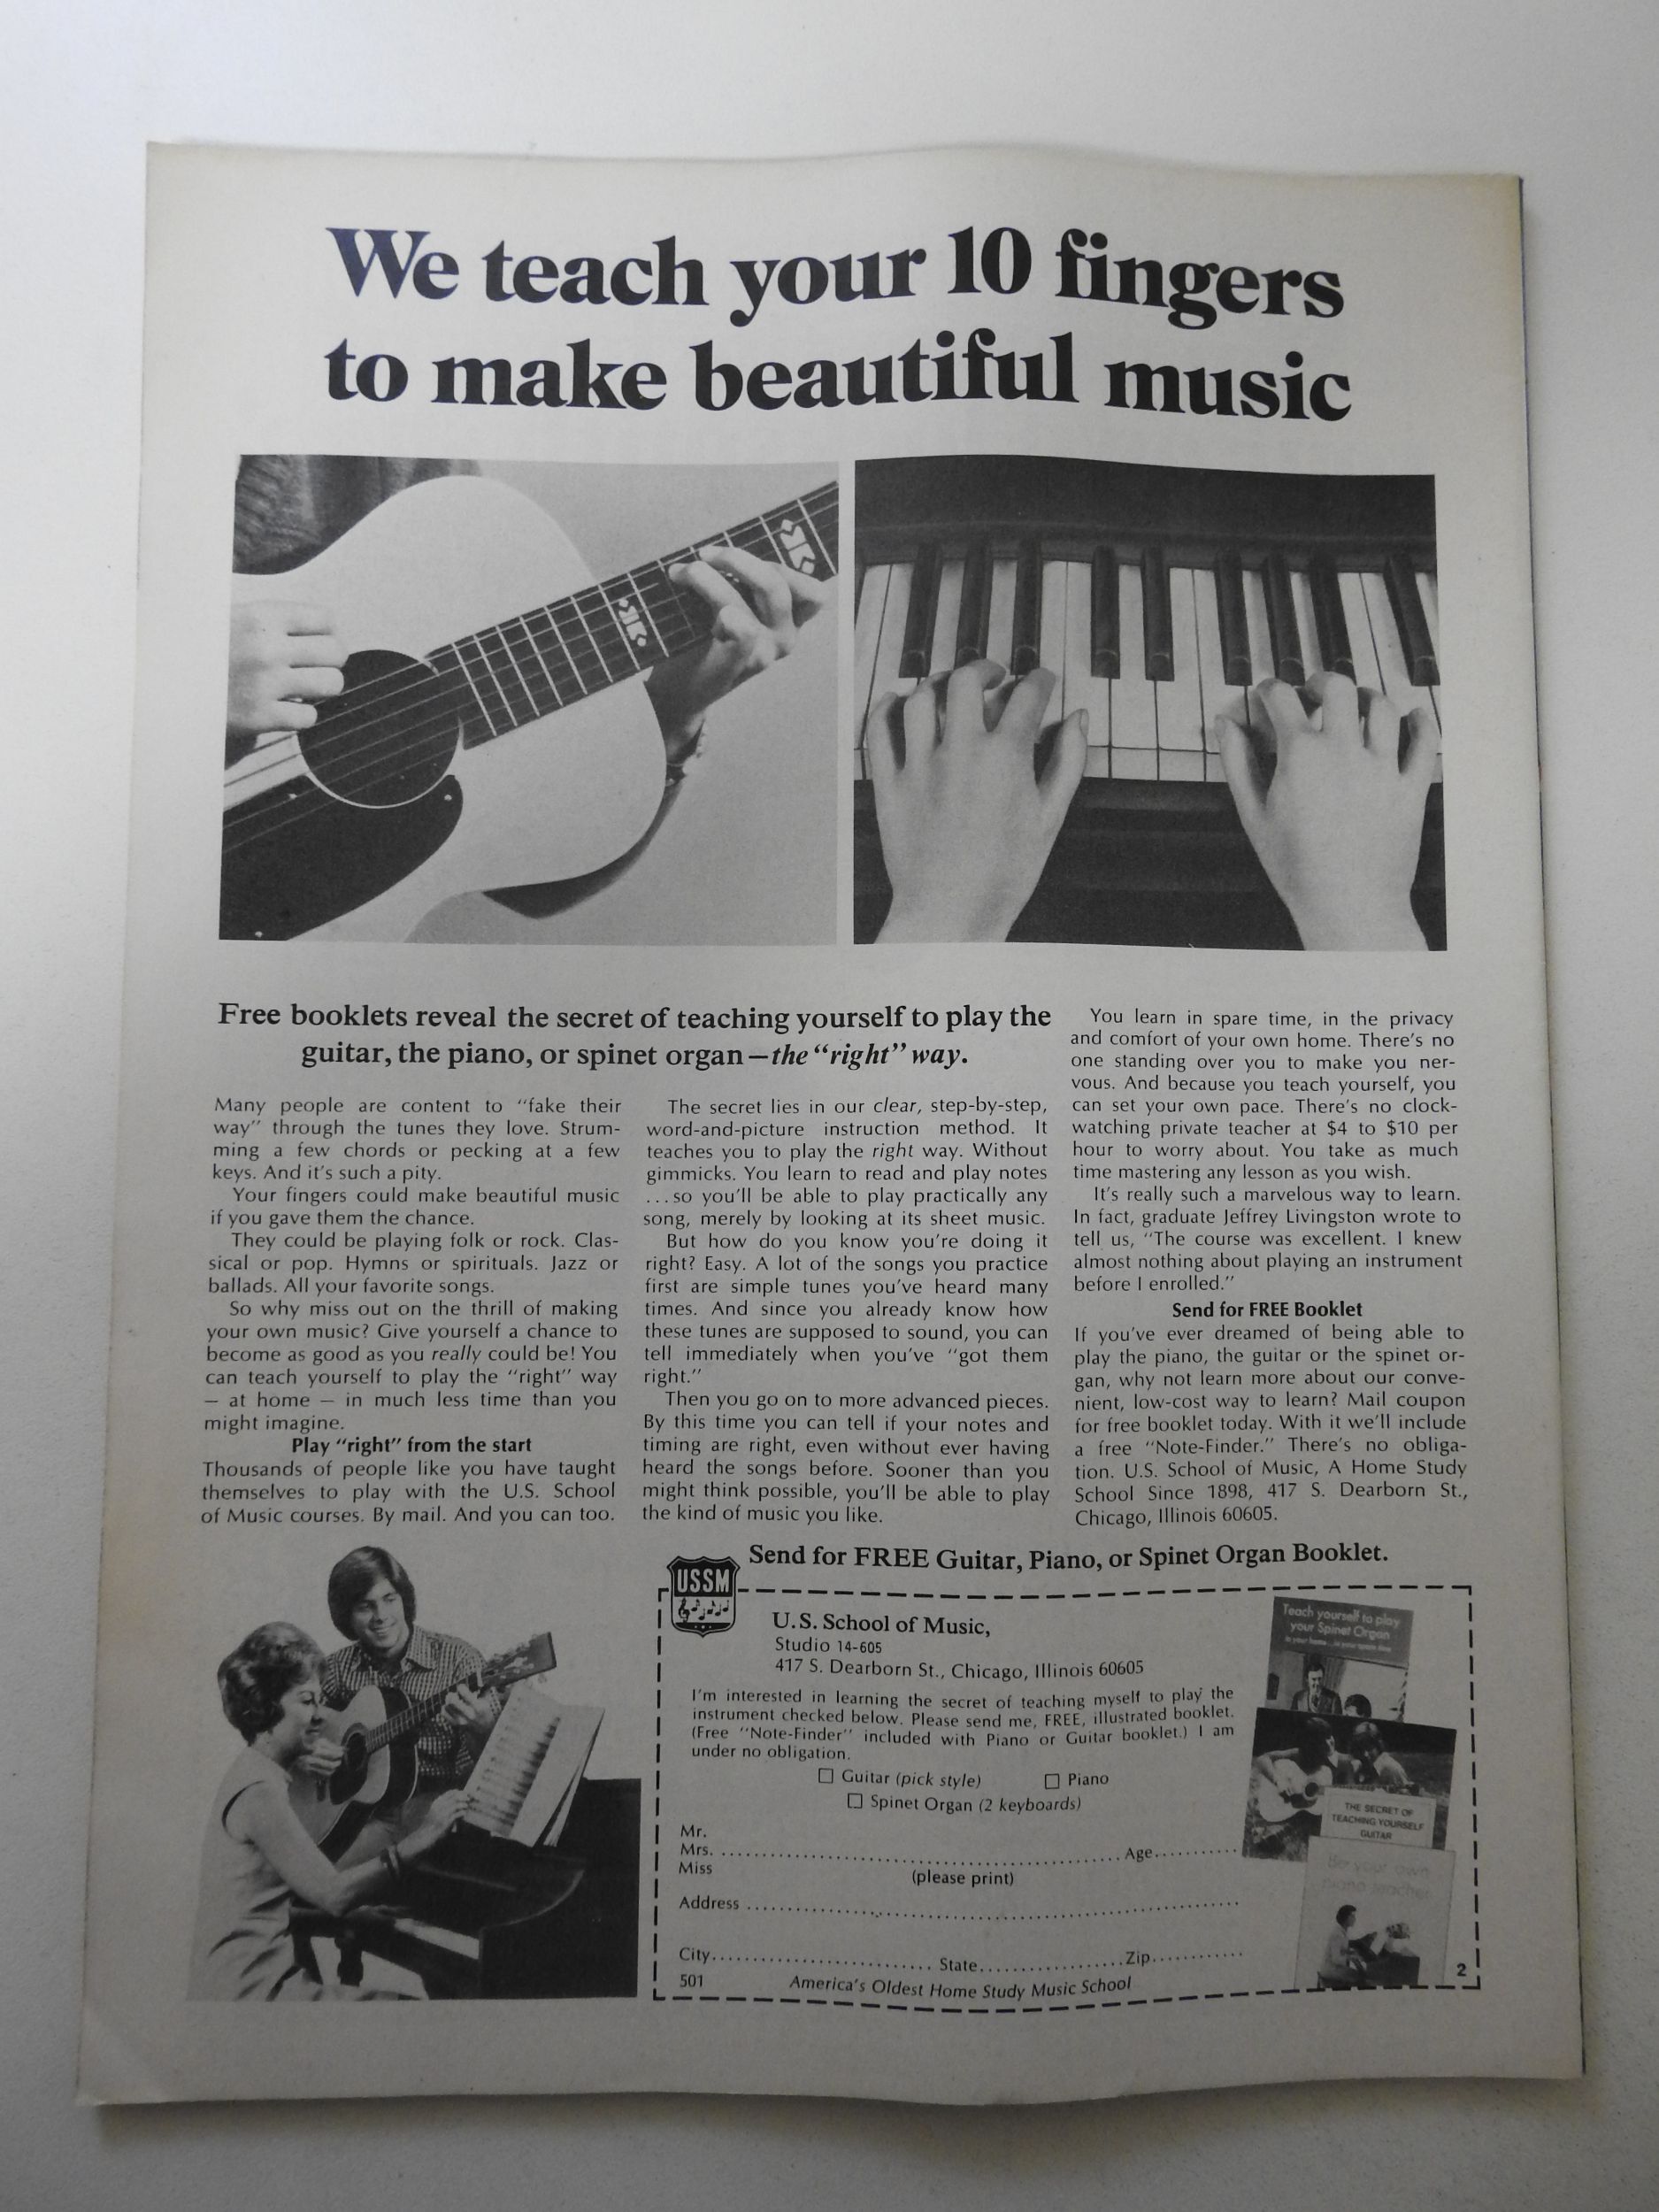 We teach your 10 fingers
to make beautiful music
Free booklets reveal the secret of teaching yourself to play the
guitar, the piano, or spinet organ—the “right” way.
Many people are content to “fake their
way” through the tunes they love. Strum-
ming a few chords or pecking at a few
keys. And it’s such a pity.
Your fingers could make beautiful music
if you gave them the chance.
They could be playing folk or rock. Clas-
sical or pop. Hymns or spirituals. Jazz or
ballads. All your favorite songs.
So why miss out on the thrill of making
your own music? Give yourself a chance to
become as good as you really could be! You
can teach yourself to play the “right” way
— at home — in much less time than you
might imagine.
Play “right” from the start
Thousands of people like you have taught
themselves to play with the U.S. School
of Music courses. By mail. And you can too.
The secret lies in our clear, step-by-step,
word-and-picture instruction method. It
teaches you to play the right way. Without
gimmicks. You learn to read and play notes
...so you’ll be able to play practically any
song, merely by looking at its sheet music.
But how do you know you’re doing it
right? Easy. A lot of the songs you practice
first are simple tunes you’ve heard many
times. And since you already know how
these tunes are supposed to sound, you can
tell immediately when you’ve “got them
right.”
Then you go on to more advanced pieces.
By this time you can tell if your notes and
timing are right, even without ever having
heard the songs before. Sooner than you
might think possible, you’ll be able to play
the kind of music you like.
You learn in spare time, in the privacy
and comfort of your own home. There’s no
one standing over you to make you ner-
vous. And because you teach yourself, you
can set your own pace. There’s no clock-
watching private teacher at $4 to $10 per
hour to worry about. You take as much
time mastering any lesson as you wish.
It’s really such a marvelous way to learn.
In fact, graduate Jeffrey Livingston wrote to
tell us, “The course was excellent. I knew
almost nothing about playing an instrument
before I enrolled.”
Send for FREE Booklet
If you’ve ever dreamed of being able to
play the piano, the guitar or the spinet or-
gan, why not learn more about our conve-
nient, low-cost way to learn? Mail coupon
for free booklet today. With it we’ll include
a free “Note-Finder.” There’s no obliga-
tion. U.S. School of Music, A Home Study
School Since 1898, 417 S. Dearborn St.,
Chicago, Illinois 60605.
Send for FREE Guitar, Piano, or Spinet Organ Booklet.
USSM
U.S. School of Music,
Studio 14-605
417 S. Dearborn St., Chicago, Illinois 60605
I’m interested in learning the secret of teaching myself to play the
instrument checked below. Please send me, FREE, illustrated booklet.
(Free “Note-Finder” included with Piano or Guitar booklet.) I am
under no obligation.
☐ Guitar (pick style) ☐ Piano
☐ Spinet Organ (2 keyboards)
Mr.
Mrs. .......... Age..........
Miss (please print)
Address ..........
City.......... State.......... Zip..........
501 America’s Oldest Home Study Music School
Teach yourself to play
your Spinet Organ
in your home...in your spare time
THE SECRET OF
TEACHING YOURSELF
GUITAR
Be your own
piano teacher
2